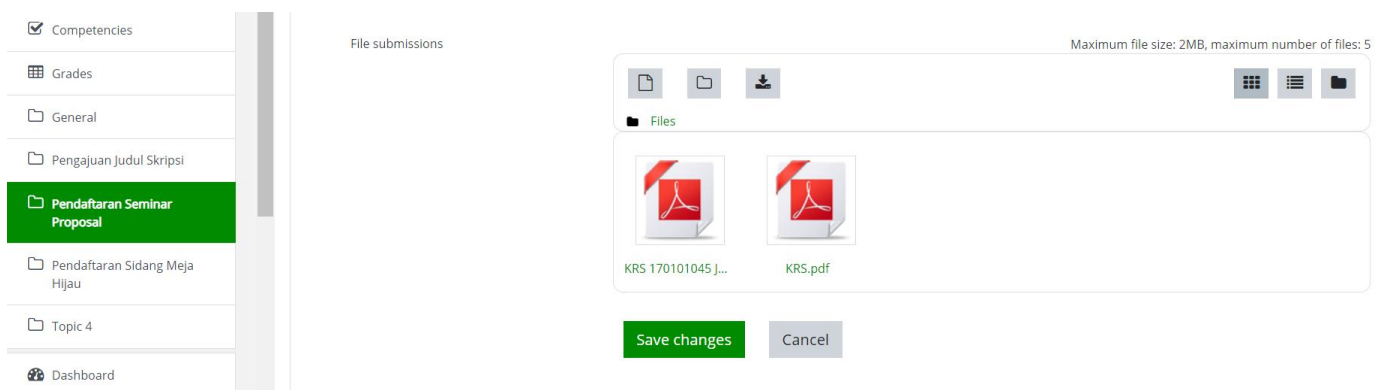 Competencies
Grades
General
Pengajuan Judul Skripsi
Pendaftaran Seminar
Proposal
Pendaftaran Sidang Meja
Hijau
Topic 4
Dashboard
File submissions
Maximum file size: 2MB, maximum number of files: 5
Files
KRS 170101045 J...
KRS.pdf
Save changes
Cancel